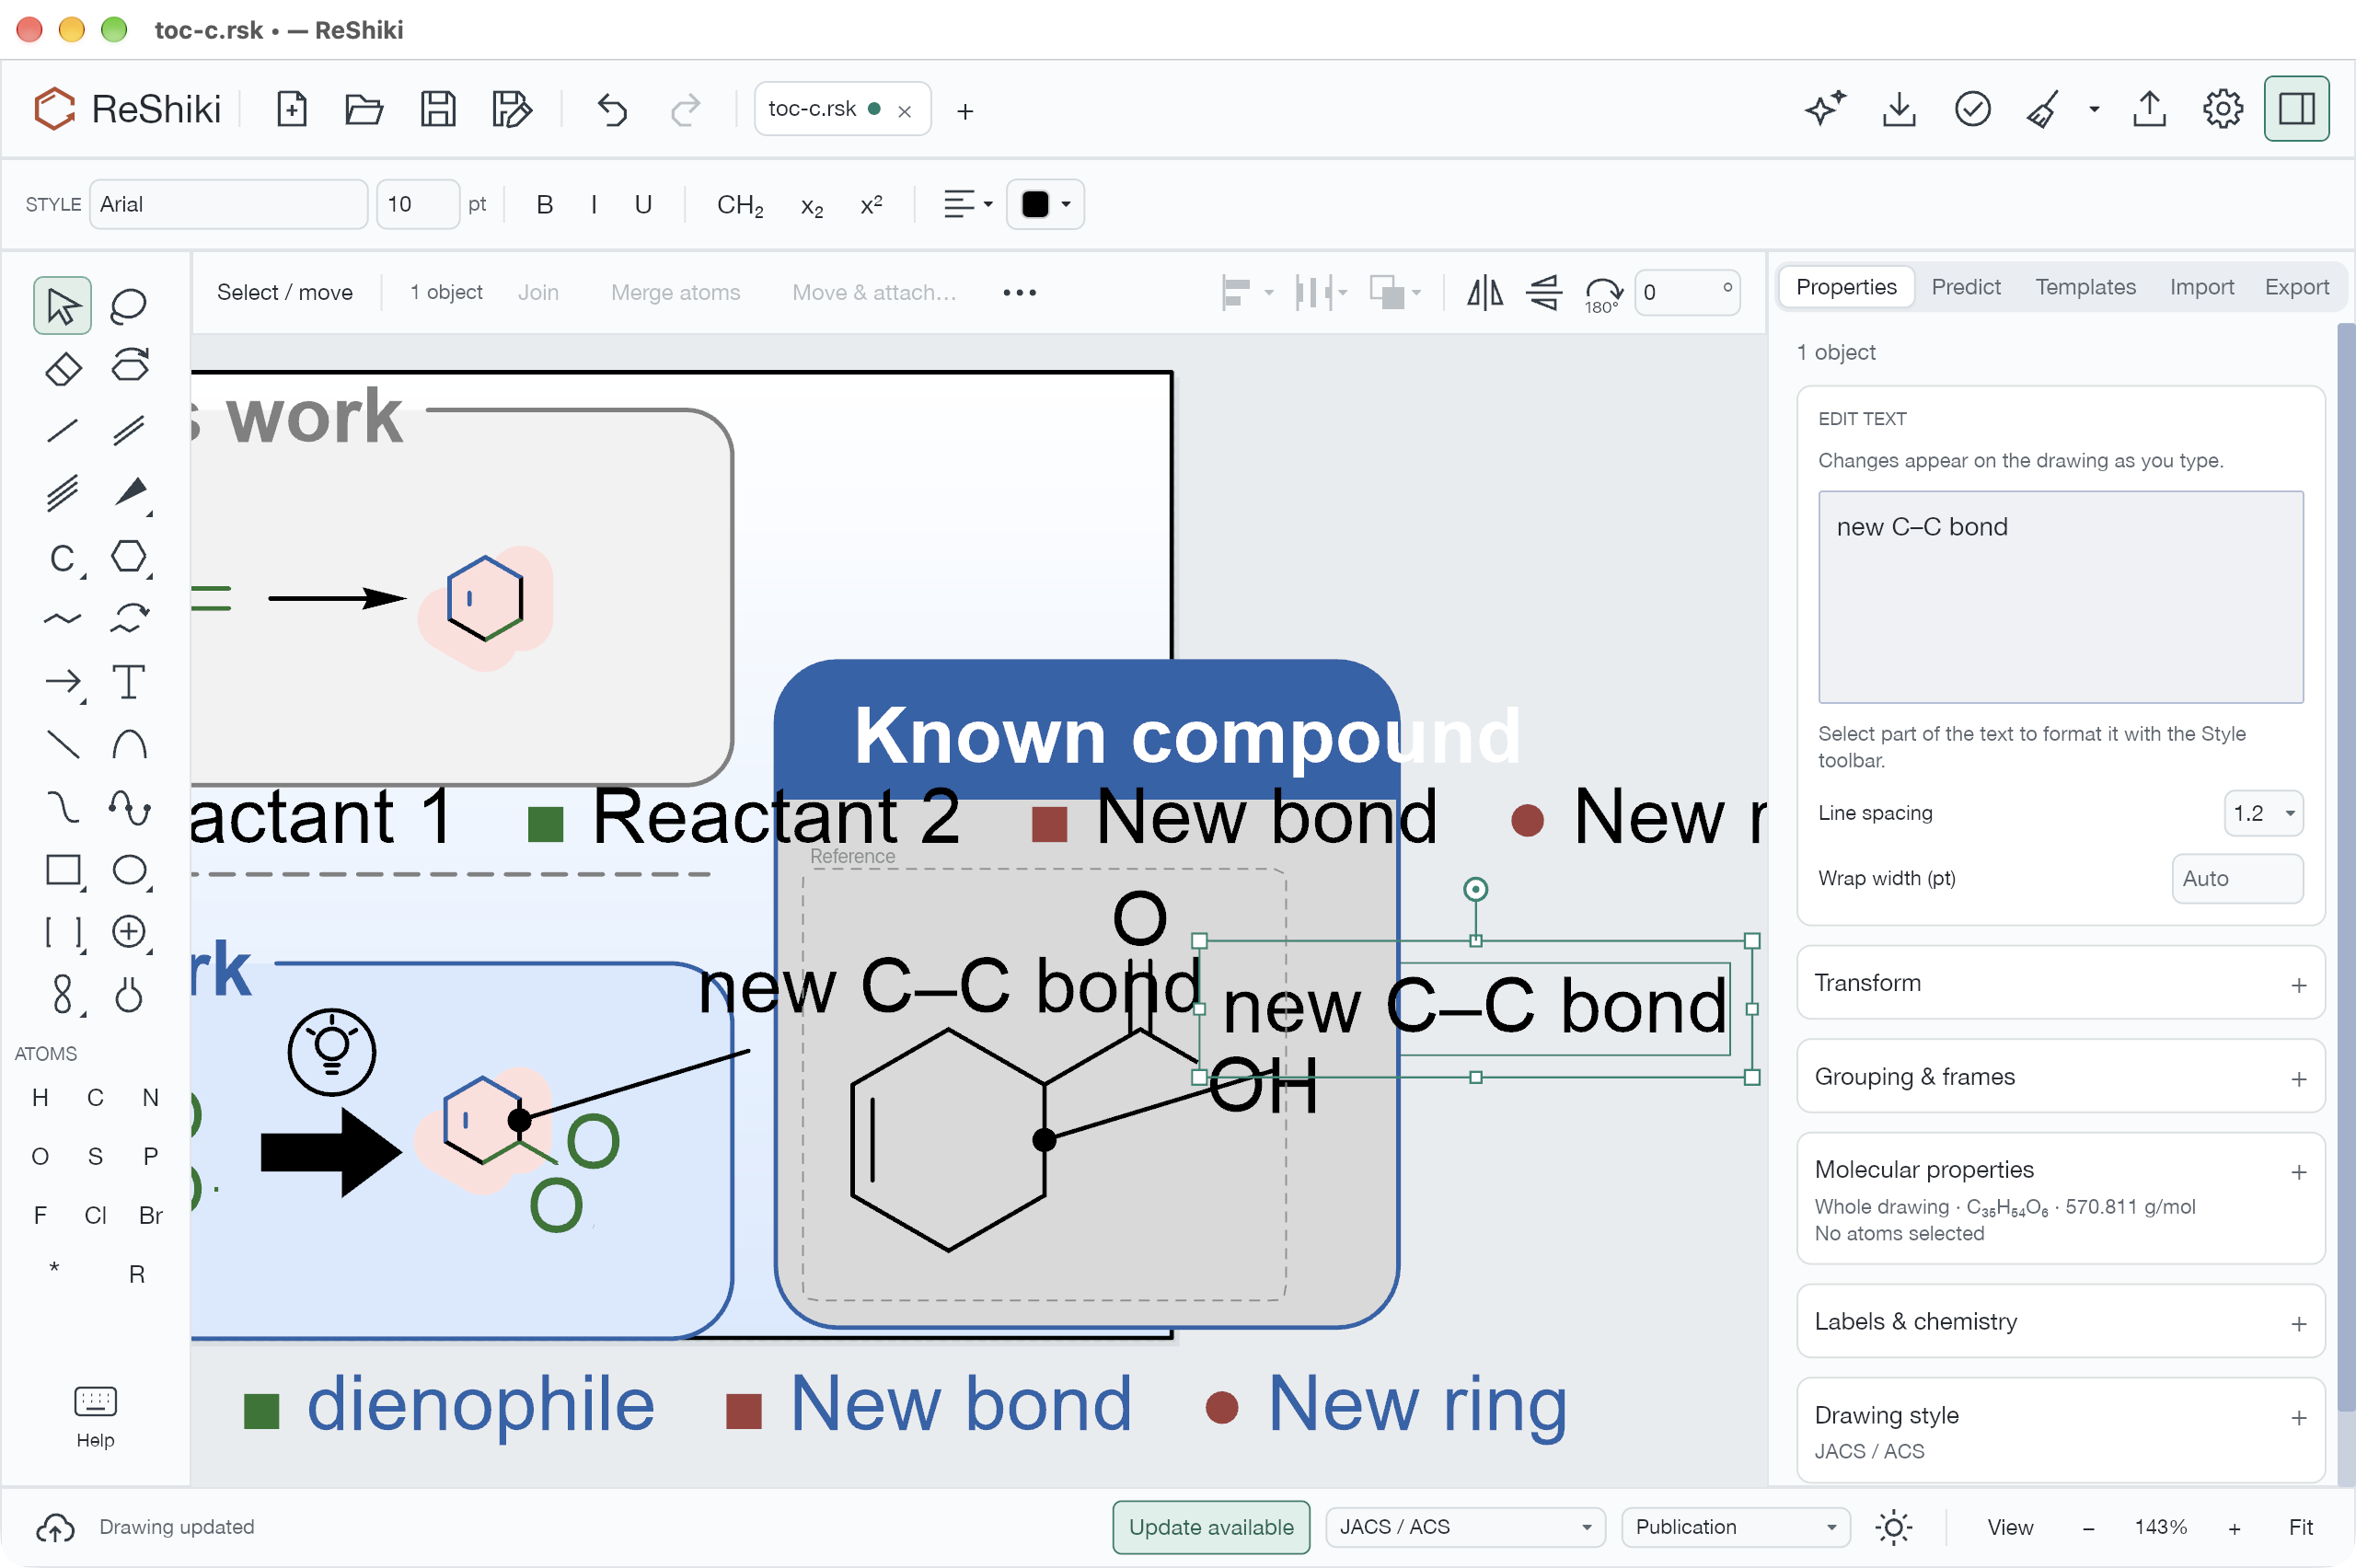 toc-c.rsk • — ReShiki
ReShiki
toc-c.rsk
STYLE
Arial
10
pt
B
I
U
CH₂
x₂
x²
Select / move
1 object
Join
Merge atoms
Move & attach...
180°
0
°
Properties
Predict
Templates
Import
Export
1 object
EDIT TEXT
Changes appear on the drawing as you type.
new C–C bond
Select part of the text to format it with the Style
toolbar.
Line spacing
1.2
Wrap width (pt)
Auto
Transform
Grouping & frames
Molecular properties
Whole drawing · C₃₅H₅₄O₆ · 570.811 g/mol
No atoms selected
Labels & chemistry
Drawing style
JACS / ACS
C
T
ATOMS
H C N
O S P
F Cl Br
* R
Help
s work
Known compound
actant 1
Reactant 2
New bond
New r
Reference
O
rk
new C–C bond
new C–C bond
OH
O
O
dienophile
New bond
New ring
Drawing updated
Update available
JACS / ACS
Publication
View
–
143%
+
Fit